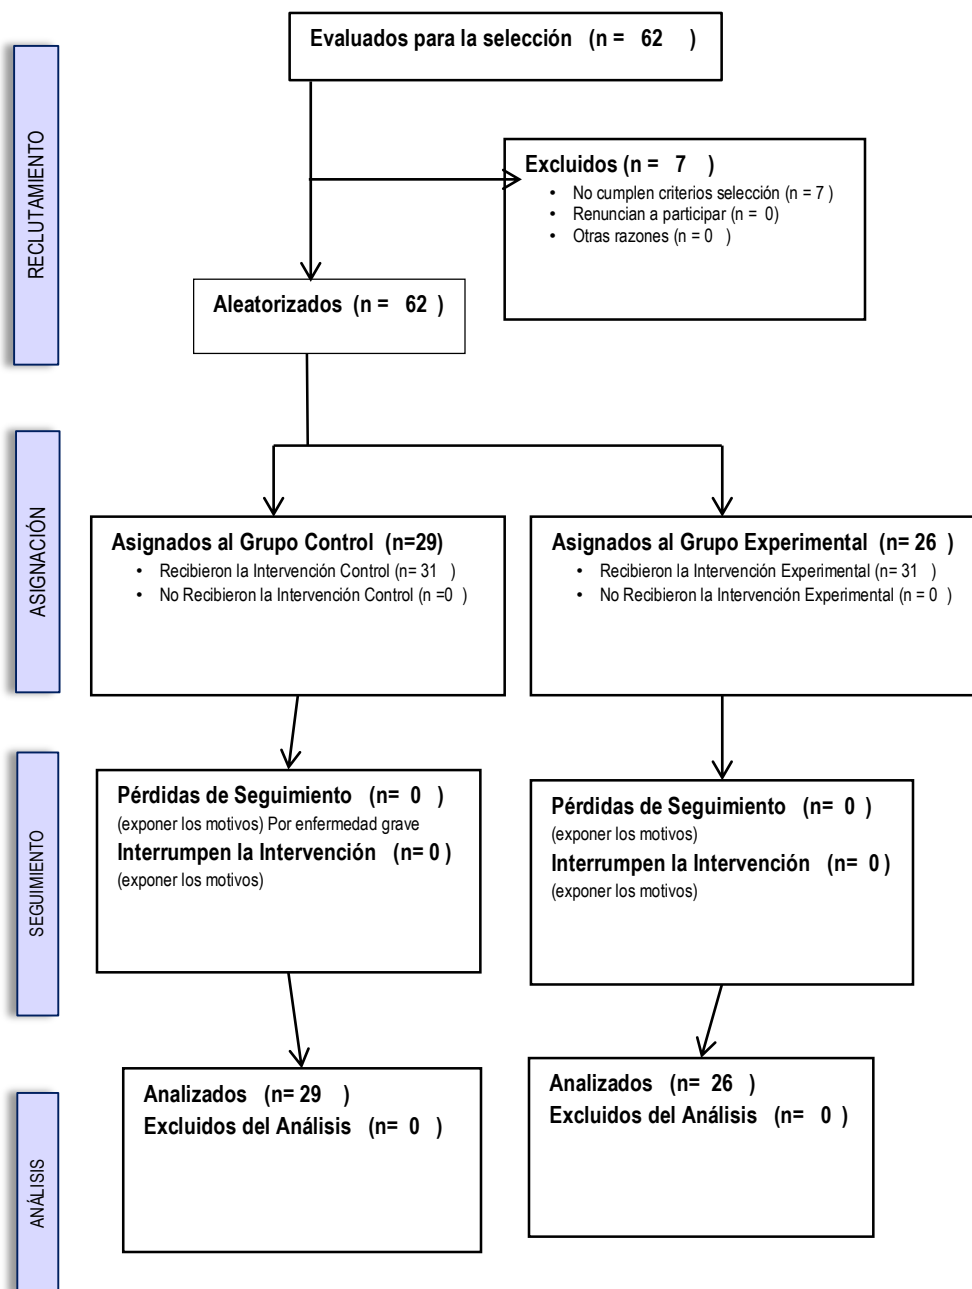 Evaluados para la selección (n = 62 )
RECLUTAMIENTO
Excluidos (n = 7 )
• No cumplen criterios selección (n = 7 )
• Renuncian a participar (n = 0)
• Otras razones (n = 0 )
Aleatorizados (n = 62 )
ASIGNACIÓN
Asignados al Grupo Control (n=29)
• Recibieron la Intervención Control (n= 31 )
• No Recibieron la Intervención Control (n =0 )
Asignados al Grupo Experimental (n= 26 )
• Recibieron la Intervención Experimental (n= 31 )
• No Recibieron la Intervención Experimental (n = 0 )
SEGUIMIENTO
Pérdidas de Seguimiento (n= 0 )
(exponer los motivos) Por enfermedad grave
Interrumpen la Intervención (n= 0 )
(exponer los motivos)
Pérdidas de Seguimiento (n= 0 )
(exponer los motivos)
Interrumpen la Intervención (n= 0 )
(exponer los motivos)
ANÁLISIS
Analizados (n= 29 )
Excluidos del Análisis (n= 0 )
Analizados (n= 26 )
Excluidos del Análisis (n= 0 )